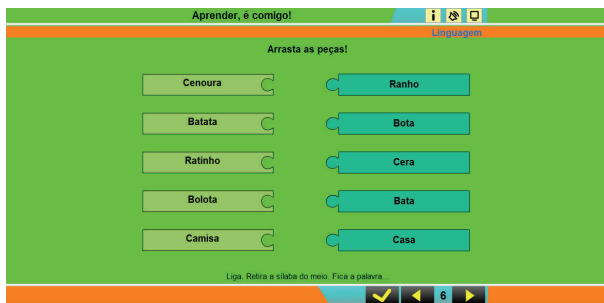 Aprender, é comigo!
Linguagem
Arrasta as peças!
Cenoura Ranho
Batata Bota
Ratinho Cera
Bolota Bata
Camisa Casa
Liga. Retira a sílaba do meio. Fica a palavra...
6